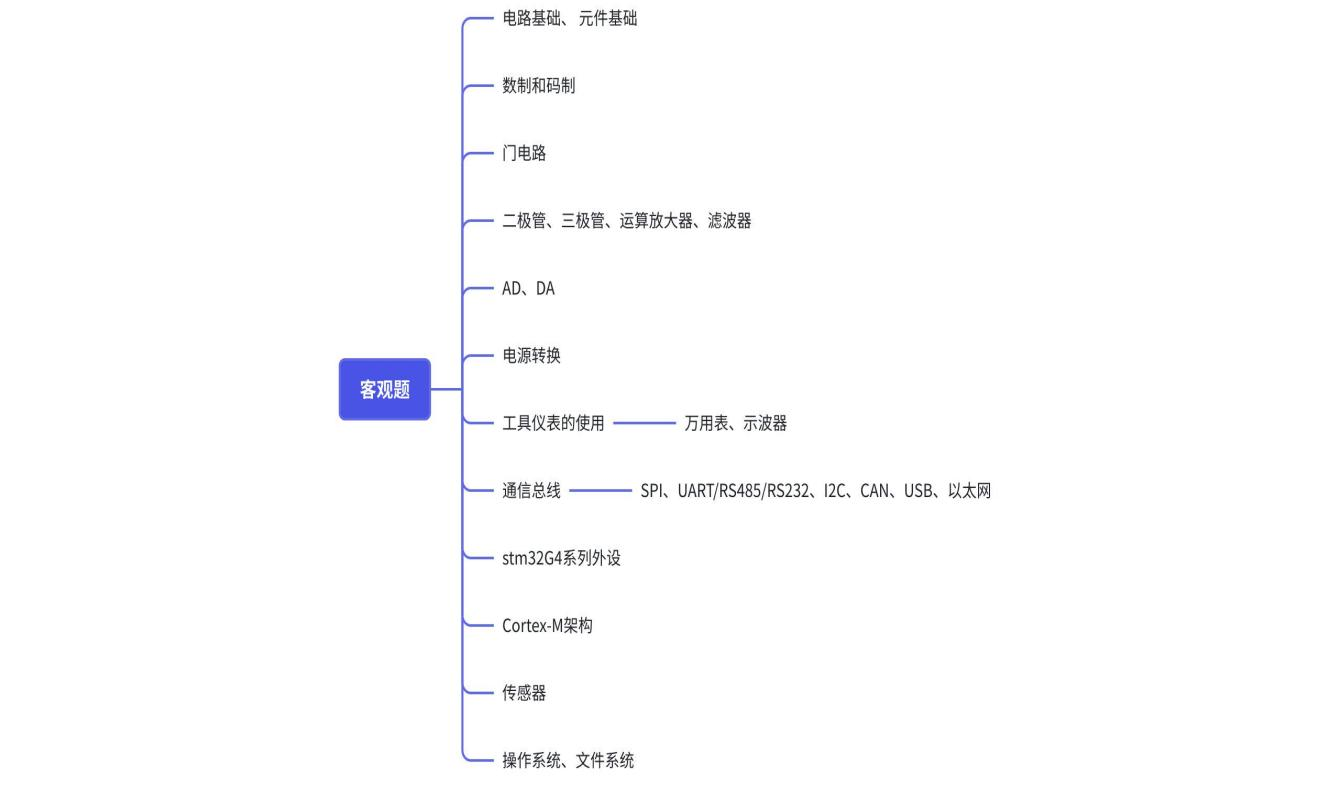 电路基础、 元件基础
数制和码制
门电路
二极管、三极管、运算放大器、滤波器
AD、DA
电源转换
客观题
工具仪表的使用
万用表、示波器
通信总线
SPI、UART/RS485/RS232、I2C、CAN、USB、以太网
stm32G4系列外设
Cortex-M架构
传感器
操作系统、文件系统